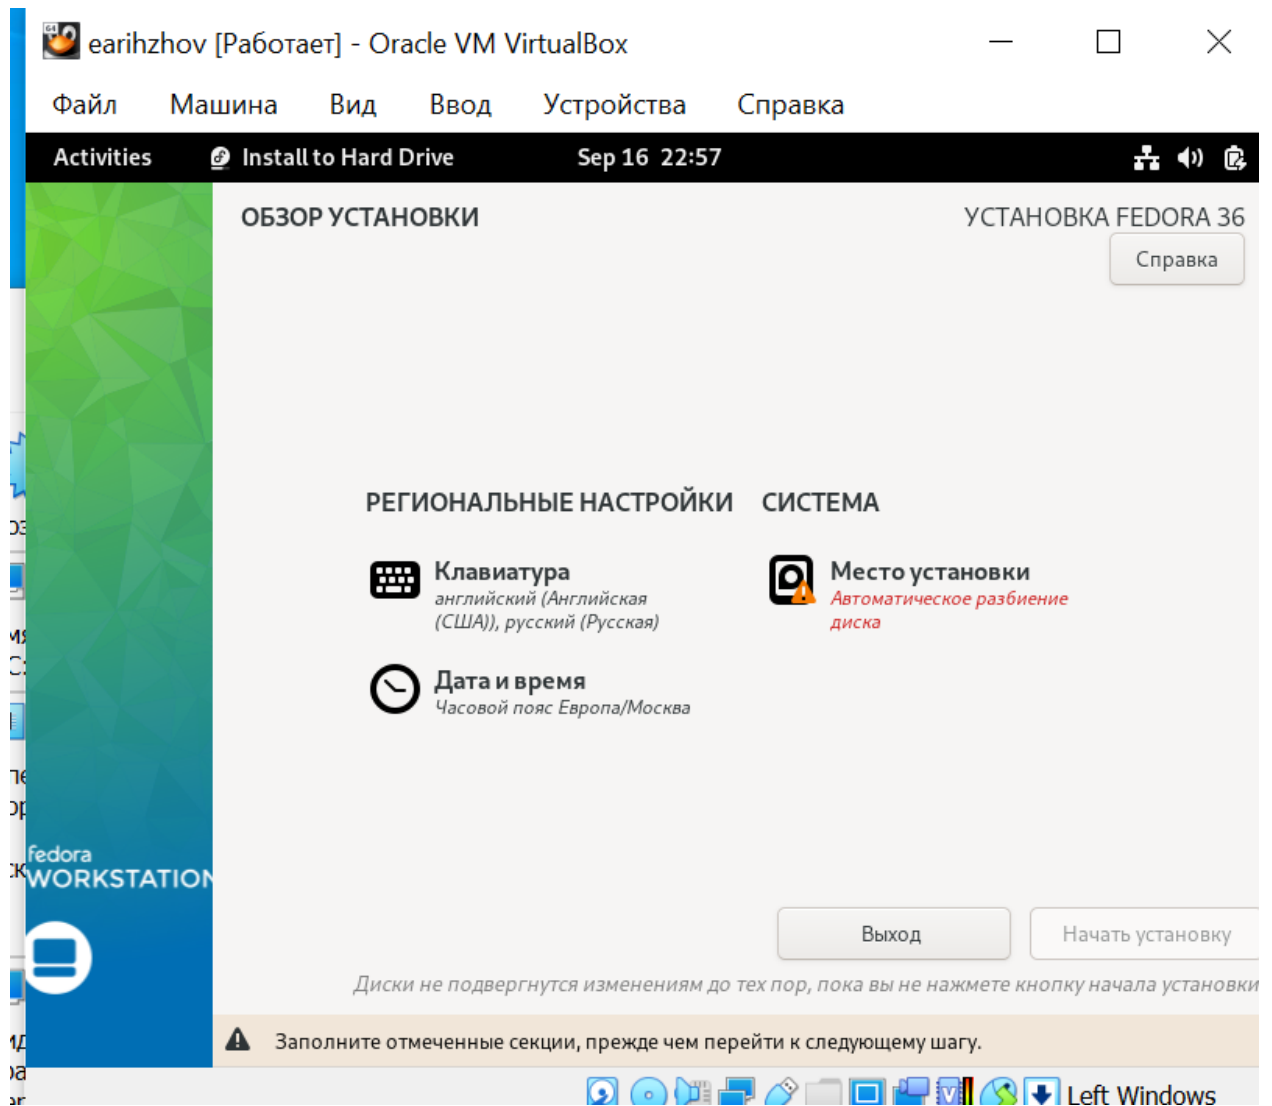 earihzhov [Работает] - Oracle VM VirtualBox
Файл Машина Вид Ввод Устройства Справка
Activities Install to Hard Drive Sep 16 22:57
ОБЗОР УСТАНОВКИ
УСТАНОВКА FEDORA 36
Справка
РЕГИОНАЛЬНЫЕ НАСТРОЙКИ
Клавиатура
английский (Английская
(США)), русский (Русская)
Дата и время
Часовой пояс Европа/Москва
СИСТЕМА
Место установки
Автоматическое разбиение
диска
fedora
WORKSTATION
Выход
Начать установку
Диски не подвергнутся изменениям до тех пор, пока вы не нажмете кнопку начала установки
Заполните отмеченные секции, прежде чем перейти к следующему шагу.
Left Windows